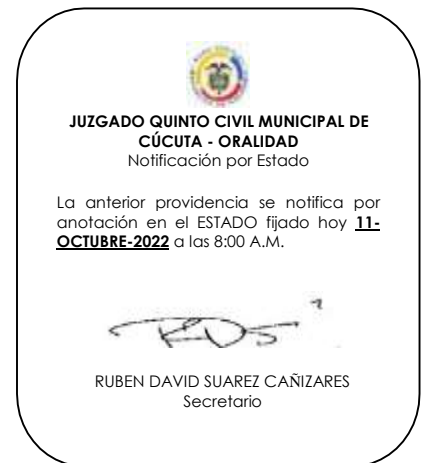 JUZGADO QUINTO CIVIL MUNICIPAL DE
CÚCUTA - ORALIDAD
Notificación por Estado
La anterior providencia se notifica por
anotación en el ESTADO fijado hoy 11-
OCTUBRE-2022 a las 8:00 A.M.
RUBEN DAVID SUAREZ CAÑIZARES
Secretario